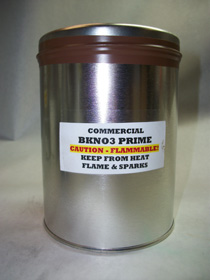 COMMERCIAL
BKNO3 PRIME
CAUTION - FLAMMABLE!
KEEP FROM HEAT
FLAME & SPARKS